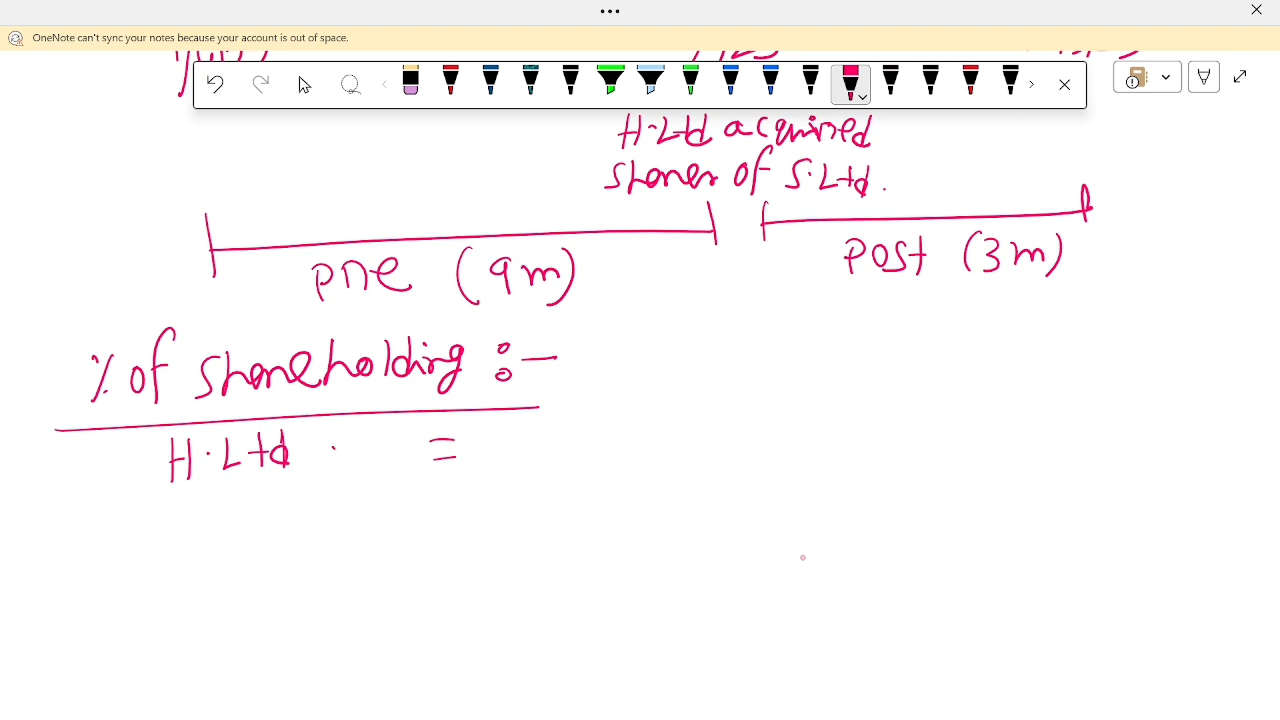 OneNote can't sync your notes because your account is out of space.
H.Ltd acquired
shares of S.Ltd.
pre (9m)
post (3m)
% of shareholding :-
H.Ltd =